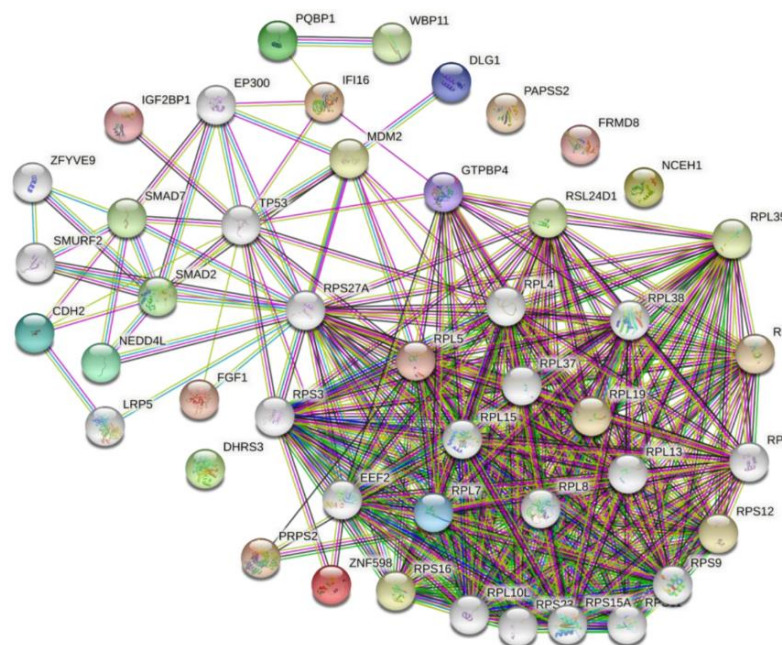 PQBP1
WBP11
DLG1
EP300
IFI16
IGF2BP1
PAPSS2
MDM2
FRMD8
ZFYVE9
GTPBP4
NCEH1
SMAD7
RSL24D1
TP53
RPL35
SMURF2
SMAD2
RPS27A
RPL4
RPL38
CDH2
RPL5
NEDD4L
RPL37
FGF1
RPS3
RPL19
LRP5
RPL15
DHRS3
RPL13
EEF2
RPL7
RPL8
RPS12
PRPS2
ZNF598
RPS16
RPS9
RPL10L
RPS15A